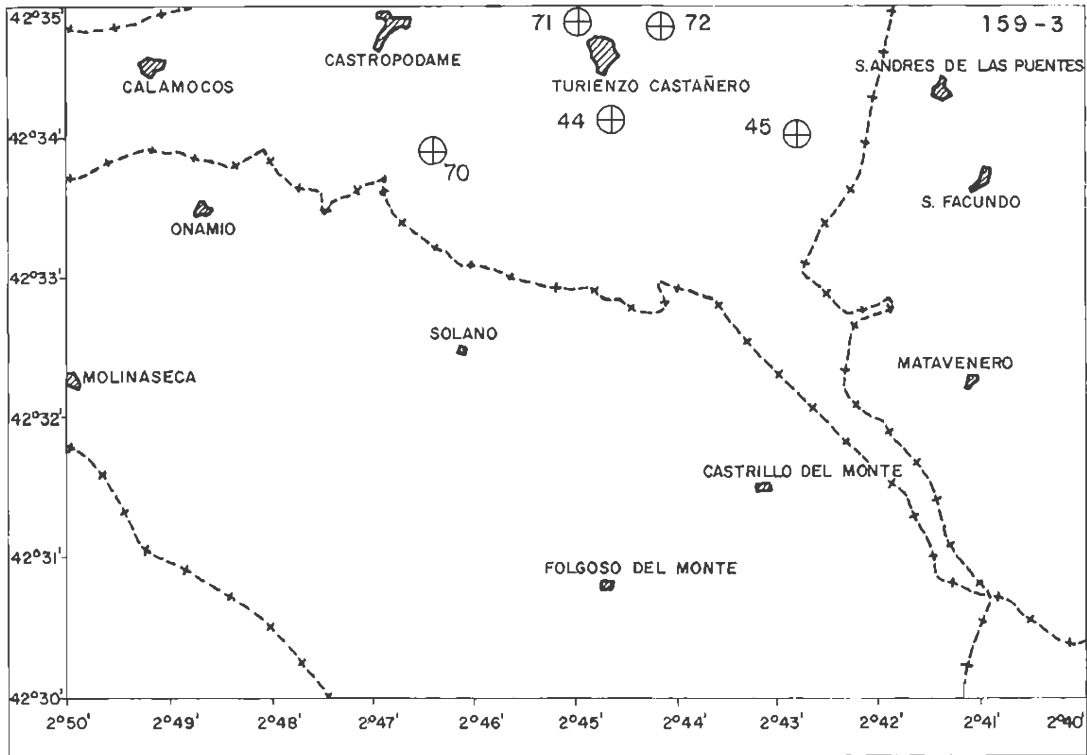 42°35'
71
72
159-3
CASTROPODAME
S.ANDRES DE LAS PUENTES
CALAMOCOS
TURIENZO CASTAÑERO
44
45
42°34'
70
S. FACUNDO
ONAMIO
42°33'
SOLANO
MATAVENERO
MOLINASECA
42°32'
CASTRILLO DEL MONTE
42°31'
FOLGOSO DEL MONTE
42°30'
2°50' 2°49' 2°48' 2°47' 2°46' 2°45' 2°44' 2°43' 2°42' 2°41' 2°40'